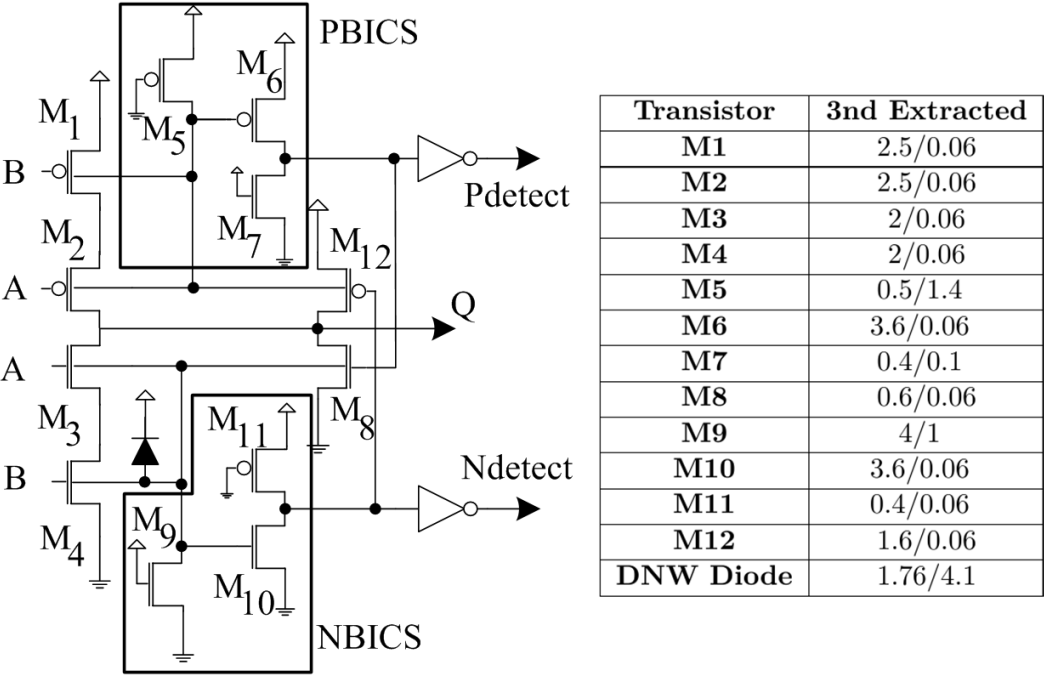 PBICS
M6
M1
M5
B
Pdetect
M2
M7
M12
A
Q
A
M3
M11
M8
B
Ndetect
M9
M4
M10
NBICS
Transistor 3nd Extracted
M1 2.5/0.06
M2 2.5/0.06
M3 2/0.06
M4 2/0.06
M5 0.5/1.4
M6 3.6/0.06
M7 0.4/0.1
M8 0.6/0.06
M9 4/1
M10 3.6/0.06
M11 0.4/0.06
M12 1.6/0.06
DNW Diode 1.76/4.1